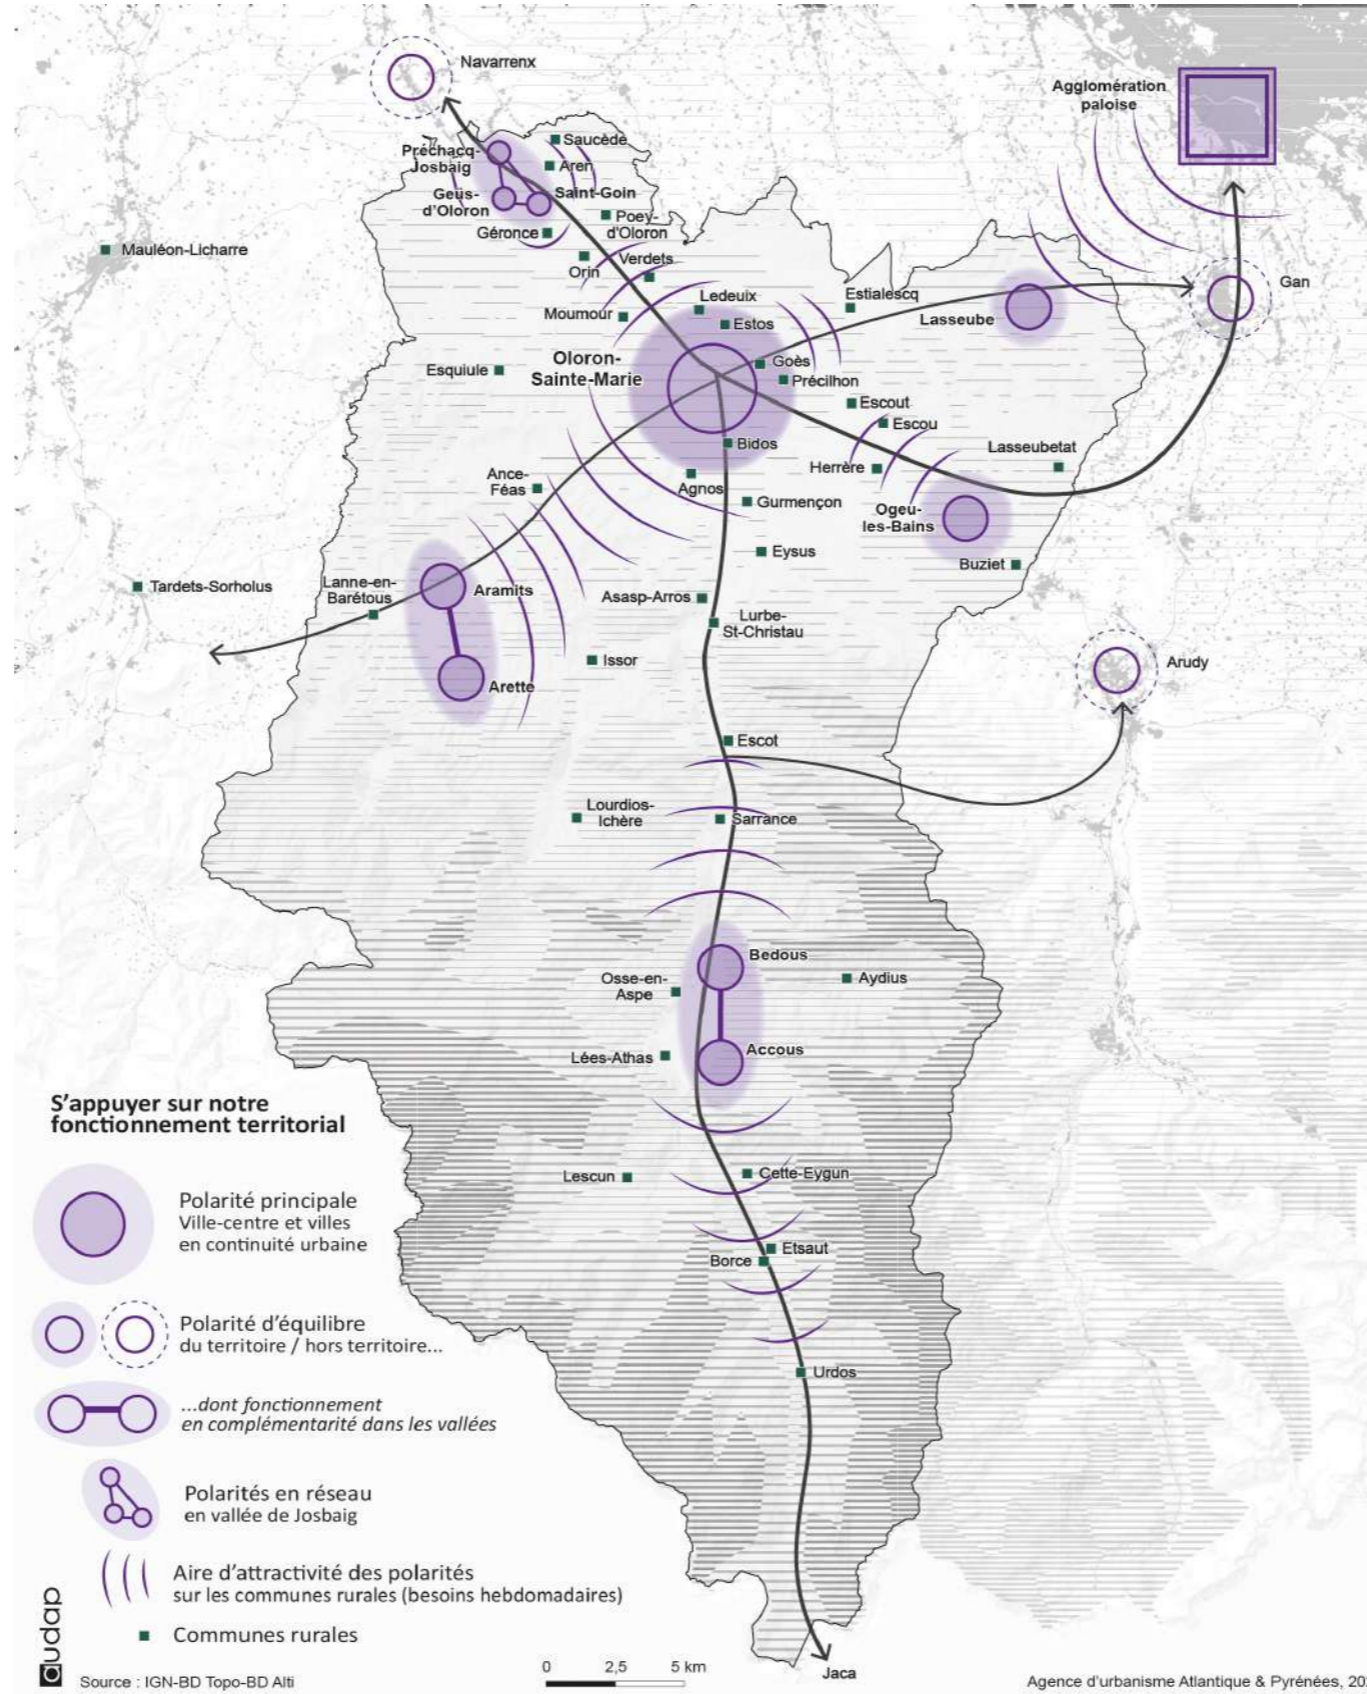 Navarrenx
Agglomération
paloise
Saucède
Préchacq-
Josbaig
Aren
Geüs-
d'Oloron
Saint-Goin
Poey-
d'Oloron
Géronce
Mauléon-Licharre
Orin
Verdets
Gan
Ledeuix
Estialescq
Moumour
Estos
Lasseube
Oloron-
Sainte-Marie
Goès
Esquiule
Précilhon
Escout
Escou
Bidos
Lasseubetat
Herrère
Ance-
Féas
Agnos
Gurmençon
Ogeu-
les-Bains
Eysus
Buziet
Tardets-Sorholus
Lanne-en-
Barétous
Aramits
Asasp-Arros
Lurbe-
St-Christau
Issor
Arudy
Arette
Escot
Lourdios-
Ichère
Sarrance
Bedous
Osse-en-
Aspe
Aydius
Accous
Lées-Athas
Lescun
Cette-Eygun
Etsaut
Borce
Urdos
Jaca
S'appuyer sur notre
fonctionnement territorial
Polarité principale
Ville-centre et villes
en continuité urbaine
Polarité d'équilibre
du territoire / hors territoire...
...dont fonctionnement
en complémentarité dans les vallées
Polarités en réseau
en vallée de Josbaig
Aire d'attractivité des polarités
sur les communes rurales (besoins hebdomadaires)
Communes rurales
audap
Source : IGN-BD Topo-BD Alti
0 2,5 5 km
Agence d'urbanisme Atlantique & Pyrénées, 20